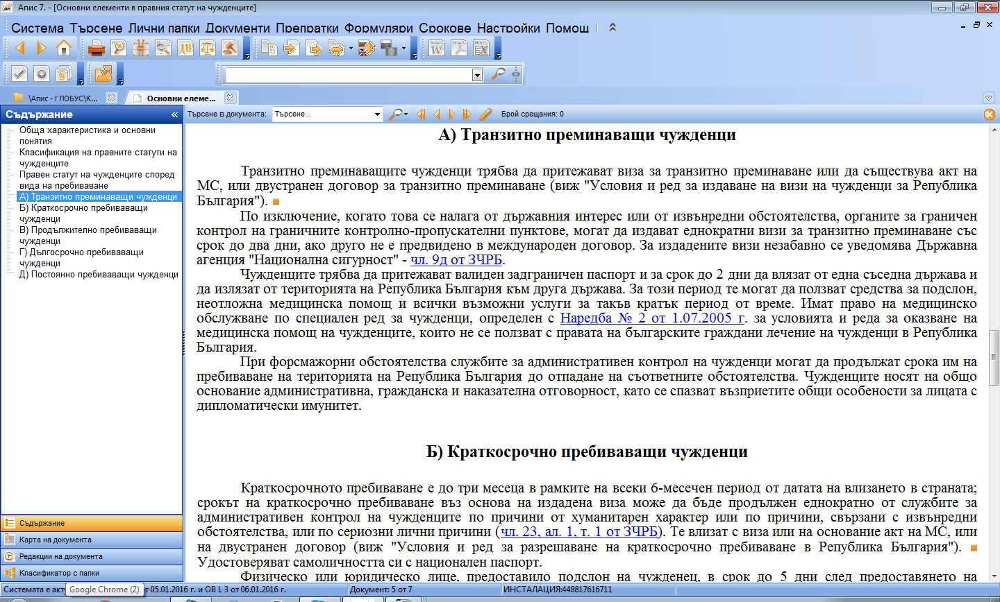 Апис 7. - [Основни елементи в правния статут на чужденците]
Система Търсене Лични папки Документи Препратки Формуляри Срокове Настройки Помощ
\Апис - ГЛОБУС\К...
Основни елеме...
Съдържание «
Търсене в документа: Търсене... Брой срещания: 0
Обща характеристика и основни
понятия
Класификация на правните статути на
чужденците
Правен статут на чужденците според
вида на пребиваване
А) Транзитно преминаващи чужденци
Б) Краткосрочно пребиваващи
чужденци
В) Продължително пребиваващи
чужденци
Г) Дългосрочно пребиваващи
чужденци
Д) Постоянно пребиваващи чужденци
А) Транзитно преминаващи чужденци
Транзитно преминаващите чужденци трябва да притежават виза за транзитно преминаване или да съществува акт на
МС, или двустранен договор за транзитно преминаване (виж "Условия и ред за издаване на визи на чужденци за Република
България").
По изключение, когато това се налага от държавния интерес или от извънредни обстоятелства, органите за граничен
контрол на граничните контролно-пропускателни пунктове, могат да издават еднократни визи за транзитно преминаване със
срок до два дни, ако друго не е предвидено в международен договор. За издадените визи незабавно се уведомява Държавна
агенция "Национална сигурност" - чл. 9д от ЗЧРБ.
Чужденците трябва да притежават валиден задграничен паспорт и за срок до 2 дни да влязат от една съседна държава и
да излязат от територията на Република България към друга държава. За този период те могат да ползват средства за подслон,
неотложна медицинска помощ и всички възможни услуги за такъв кратък период от време. Имат право на медицинско
обслужване по специален ред за чужденци, определен с Наредба № 2 от 1.07.2005 г. за условията и реда за оказване на
медицинска помощ на чужденците, които не се ползват с правата на българските граждани лечение на чужденци в Република
България.
При форсмажорни обстоятелства службите за административен контрол на чужденци могат да продължат срока им на
пребиваване на територията на Република България до отпадане на съответните обстоятелства. Чужденците носят на общо
основание административна, гражданска и наказателна отговорност, като се спазват възприетите общи особености за лицата с
дипломатически имунитет.
Б) Краткосрочно пребиваващи чужденци
Краткосрочното пребиваване е до три месеца в рамките на всеки 6-месечен период от датата на влизането в страната;
срокът на краткосрочно пребиваване въз основа на издадена виза може да бъде продължен еднократно от службите за
административен контрол на чужденците по причини от хуманитарен характер или по причини, свързани с извънредни
обстоятелства, или по сериозни лични причини (чл. 23, ал. 1, т. 1 от ЗЧРБ). Те влизат с виза или на основание акт на МС, или
на двустранен договор (виж "Условия и ред за разрешаване на краткосрочно пребиваване в Република България").
Удостоверяват самоличността си с национален паспорт.
Физическо или юридическо лице, предоставило подслон на чужденец, в срок до 5 дни след предоставянето на
Съдържание
Карта на документа
Редакции на документа
Класификатор с папки
Системата е акту
Google Chrome (2)
от 05.01.2016 г. и ОВ L 3 от 06.01.2016 г. Документ: 5 от 7 ИНСТАЛАЦИЯ:448817616711